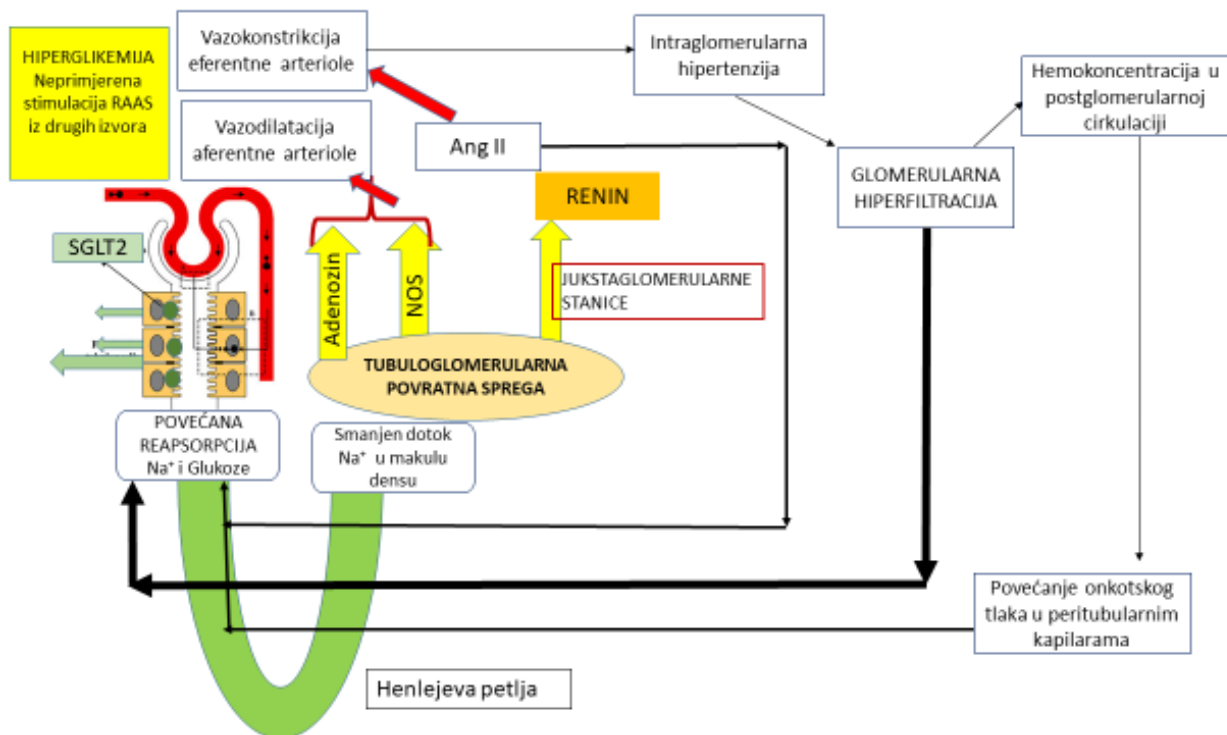 HIPERGLIKEMIJA
Neprimjerena
stimulacija RAAS
iz drugih izvora
Vazokonstrikcija
eferentne arteriole
Vazodilatacija
aferentne arteriole
Ang II
Intraglomerularna
hipertenzija
Hemokoncentracija u
postglomerularnoj
cirkulaciji
GLOMERULARNA
HIPERFILTRACIJA
RENIN
SGLT2
Adenozin
NOS
JUKSTAGLOMERULARNE
STANICE
TUBULOGLOMERULARNA
POVRATNA SPREGA
POVEĆANA
REAPSORPCIJA
Na⁺ i Glukoze
Smanjen dotok
Na⁺ u makulu
densu
Povećanje onkotskog
tlaka u peritubularnim
kapilarama
Henlejeva petlja